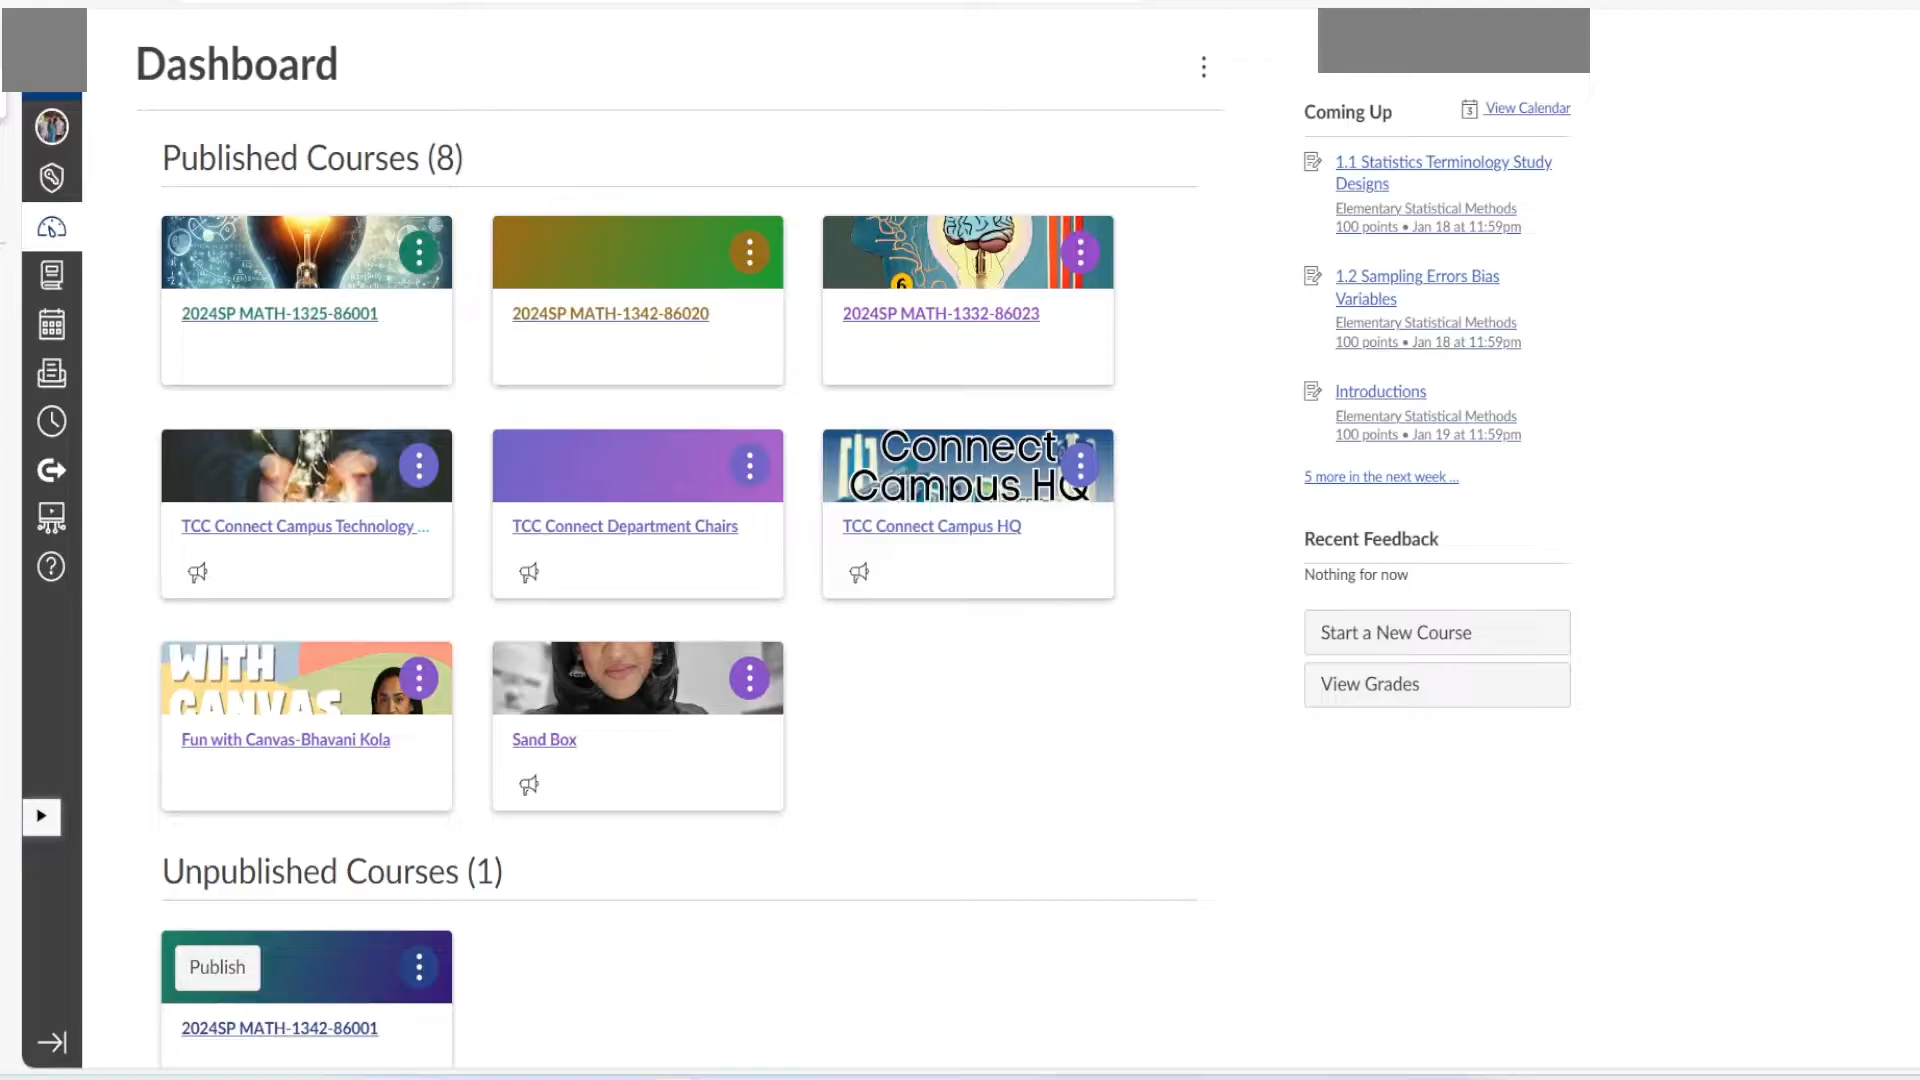 Dashboard
Published Courses (8)
2024SP MATH-1325-86001
2024SP MATH-1342-86020
6
2024SP MATH-1332-86023
TCC Connect Campus Technology ...
TCC Connect Department Chairs
Connect
Campus HQ
TCC Connect Campus HQ
WITH
CANVAS
Fun with Canvas-Bhavani Kola
Sand Box
Unpublished Courses (1)
Publish
2024SP MATH-1342-86001
Coming Up
3 View Calendar
1.1 Statistics Terminology Study
Designs
Elementary Statistical Methods
100 points • Jan 18 at 11:59pm
1.2 Sampling Errors Bias
Variables
Elementary Statistical Methods
100 points • Jan 18 at 11:59pm
Introductions
Elementary Statistical Methods
100 points • Jan 19 at 11:59pm
5 more in the next week ...
Recent Feedback
Nothing for now
Start a New Course
View Grades